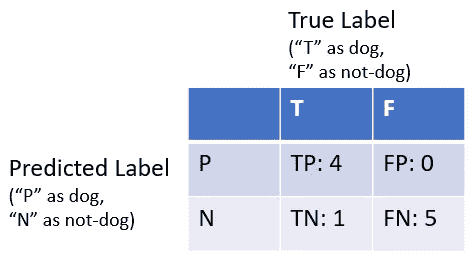 True Label
(“T” as dog,
“F” as not-dog)
T F
Predicted Label
(“P” as dog,
“N” as not-dog)
P TP: 4 FP: 0
N TN: 1 FN: 5